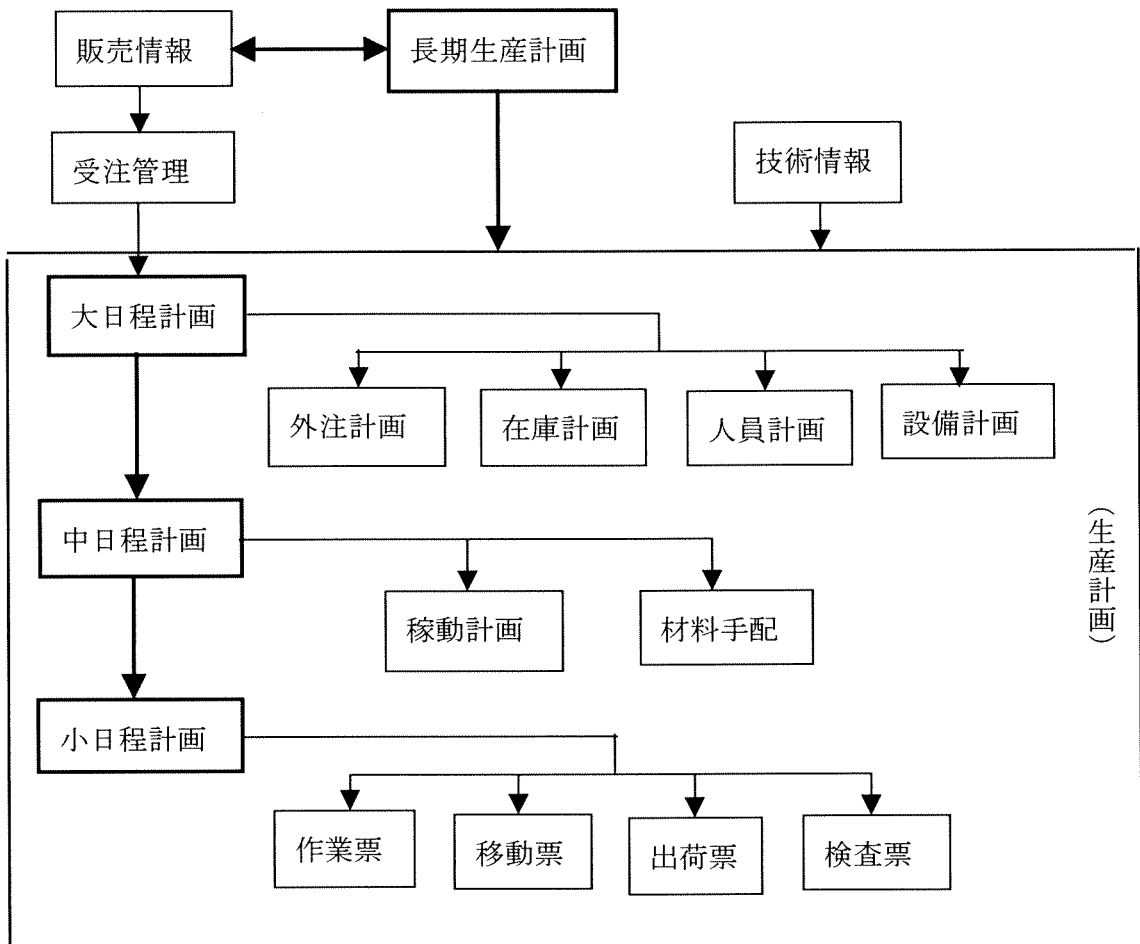 販売情報
長期生産計画
受注管理
技術情報
大日程計画
外注計画
在庫計画
人員計画
設備計画
中日程計画
(生産計画)
稼動計画
材料手配
小日程計画
作業票
移動票
出荷票
検査票